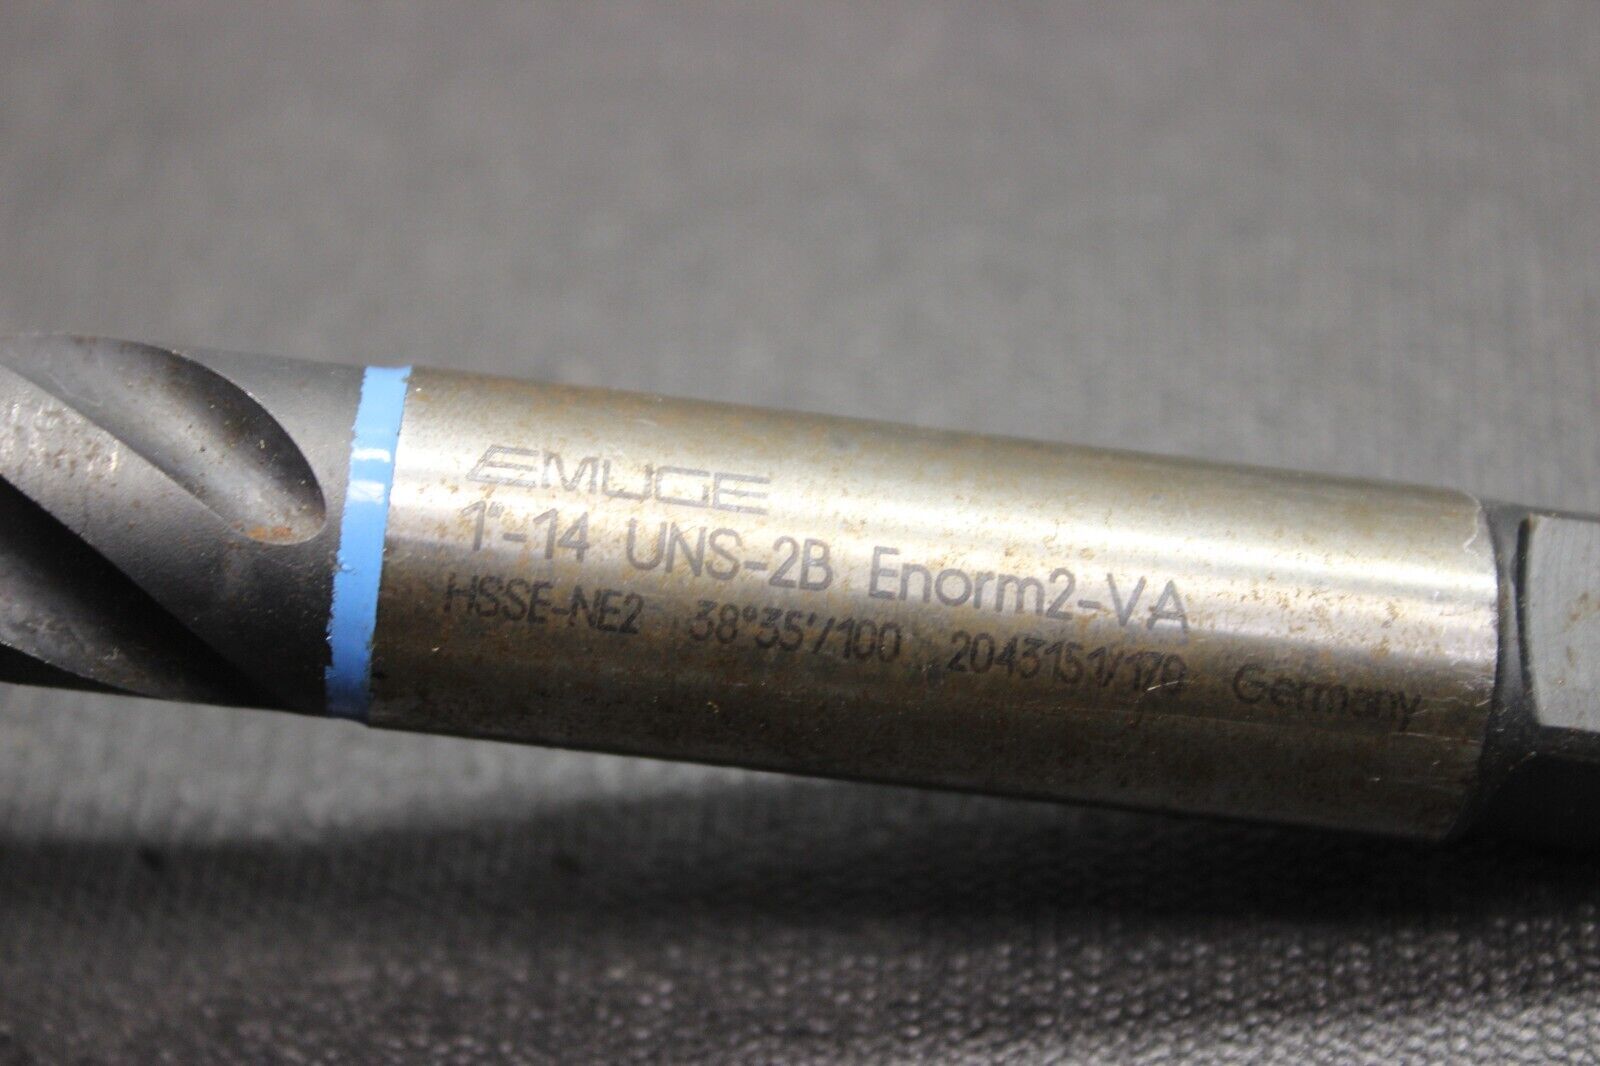 EMUGE
1"-14 UNS-2B Enorm2-VA
HSSE-NE2 38°35'/100 2043151/179 Germany